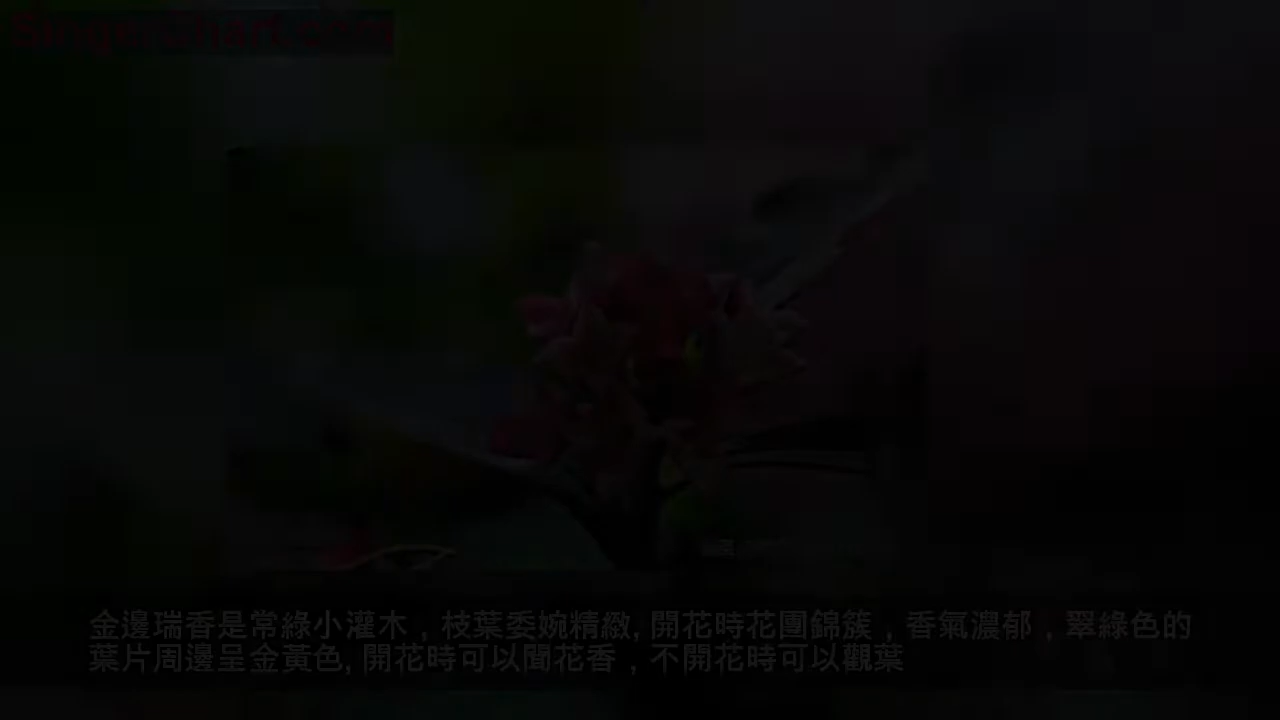 SingerChart.com
金邊瑞香是常綠小灌木，枝葉委婉精緻, 開花時花團錦簇，香氣濃郁，翠綠色的
葉片周邊呈金黃色, 開花時可以聞花香，不開花時可以觀葉